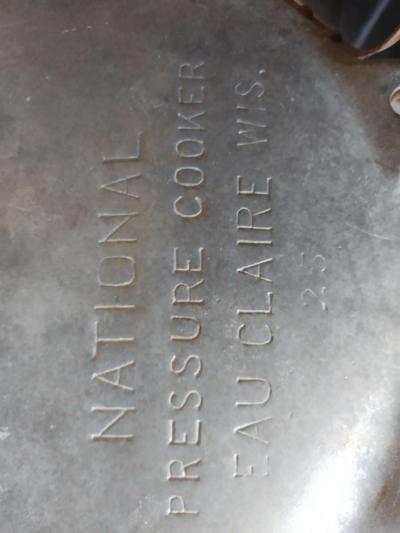 NATIONAL
PRESSURE COOKER
EAU CLAIRE WIS.
25